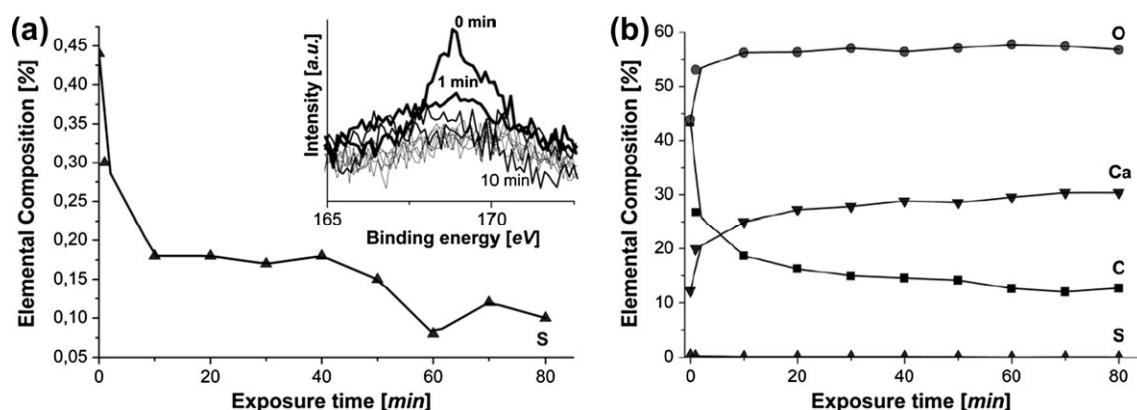 (a)
0,45
0,40
0,35
0,30
0,25
0,20
0,15
0,10
0,05
Elemental Composition [%]
0 20 40 60 80
Exposure time [min]
S
Intensity [a.u.]
0 min
1 min
10 min
165 170
Binding energy [eV]
(b)
60
50
40
30
20
10
0
Elemental Composition [%]
O
Ca
C
S
0 20 40 60 80
Exposure time [min]